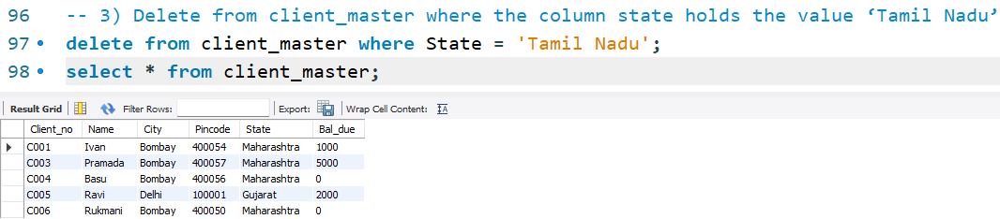 96 -- 3) Delete from client_master where the column state holds the value ‘Tamil Nadu’
97 delete from client_master where State = 'Tamil Nadu';
98 select * from client_master;
Result Grid Filter Rows: Export: Wrap Cell Content: IA
Client_no Name City Pincode State Bal_due
C001 Ivan Bombay 400054 Maharashtra 1000
C003 Pramada Bombay 400057 Maharashtra 5000
C004 Basu Bombay 400056 Maharashtra 0
C005 Ravi Delhi 100001 Gujarat 2000
C006 Rukmani Bombay 400050 Maharashtra 0